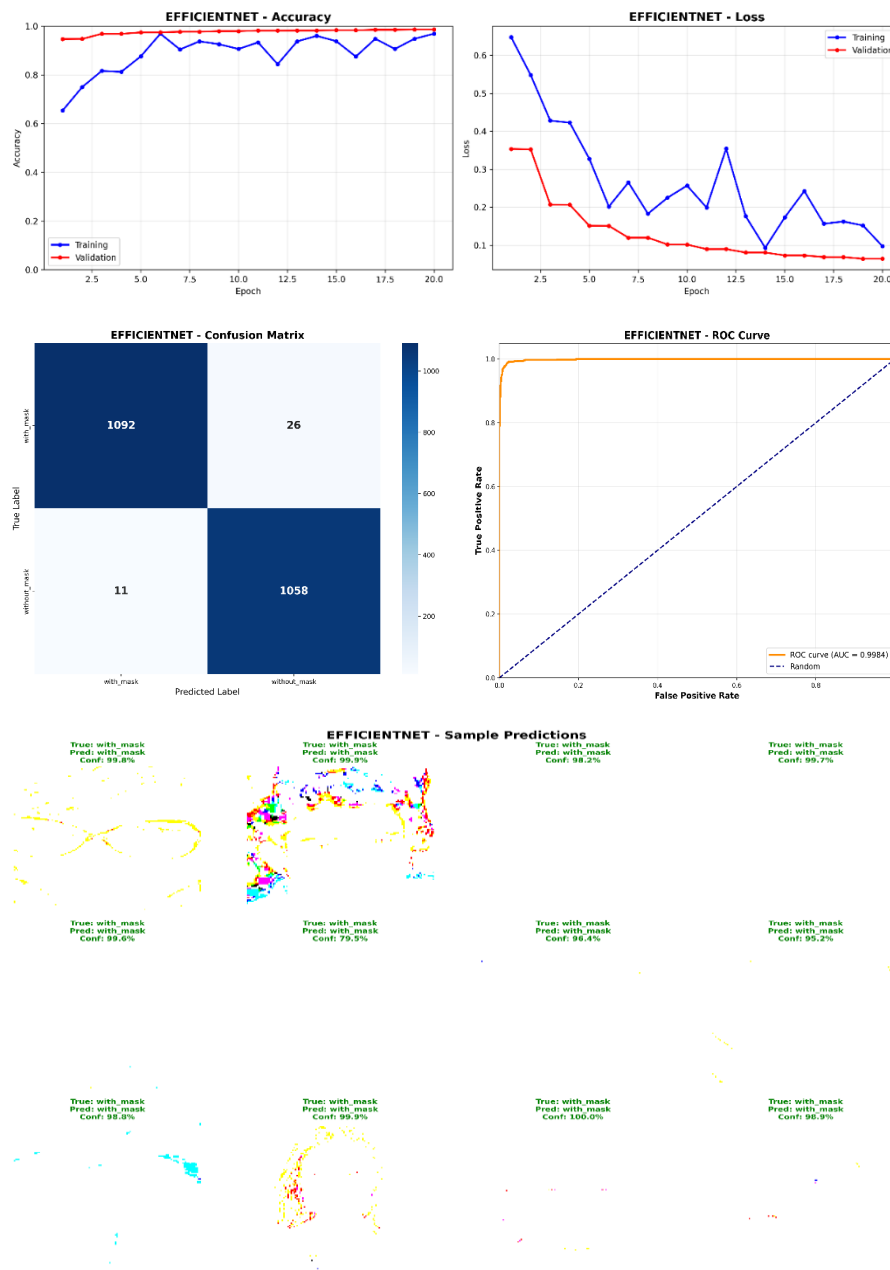 EFFICIENTNET - Accuracy
1.0
0.8
0.6
0.4
0.2
0.0
Accuracy
Training
Validation
2.5 5.0 7.5 10.0 12.5 15.0 17.5 20.0
Epoch
EFFICIENTNET - Loss
0.6
0.5
0.4
0.3
0.2
0.1
Loss
Training
Validation
2.5 5.0 7.5 10.0 12.5 15.0 17.5 20.0
Epoch
EFFICIENTNET - Confusion Matrix
with_mask
without_mask
True Label
1092 26
11 1058
with_mask without_mask
Predicted Label
1000
800
600
400
200
EFFICIENTNET - ROC Curve
1.0
0.8
0.6
0.4
0.2
0.0
True Positive Rate
ROC curve (AUC = 0.9984)
Random
0.0 0.2 0.4 0.6 0.8
False Positive Rate
EFFICIENTNET - Sample Predictions
True: with_mask
Pred: with_mask
Conf: 99.8%
True: with_mask
Pred: with_mask
Conf: 99.9%
True: with_mask
Pred: with_mask
Conf: 98.2%
True: with_mask
Pred: with_mask
Conf: 99.7%
True: with_mask
Pred: with_mask
Conf: 99.6%
True: with_mask
Pred: with_mask
Conf: 79.5%
True: with_mask
Pred: with_mask
Conf: 96.4%
True: with_mask
Pred: with_mask
Conf: 95.2%
True: with_mask
Pred: with_mask
Conf: 98.8%
True: with_mask
Pred: with_mask
Conf: 99.9%
True: with_mask
Pred: with_mask
Conf: 100.0%
True: with_mask
Pred: with_mask
Conf: 98.9%